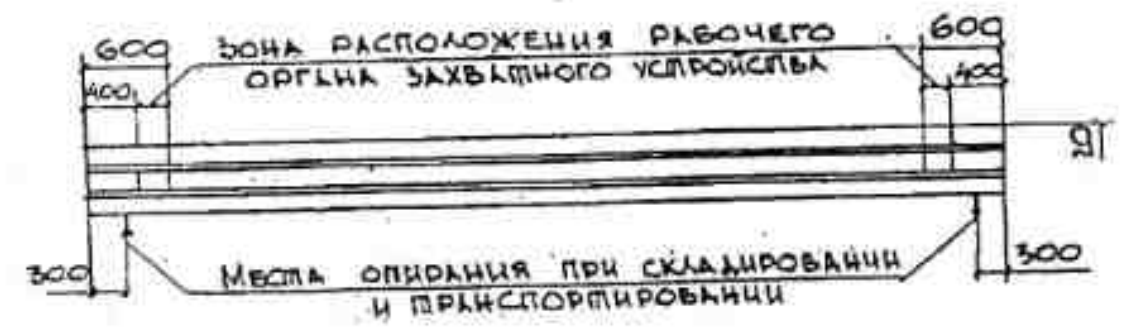 600 ЗОНА РАСПОЛОЖЕНИЯ РАБОЧЕГО 600
400 ОРГАНА ЗАХВАТНОГО УСТРОЙСТВА 400
300 МЕСТА ОПИРАНИЯ ПРИ СКЛАДИРОВАНИИ 300
И ТРАНСПОРТИРОВАНИИ